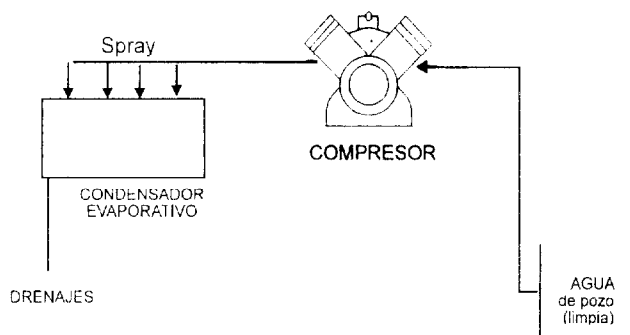 Spray
COMPRESOR
CONDENSADOR
EVAPORATIVO
DRENAJES
AGUA
de pozo
(limpia)